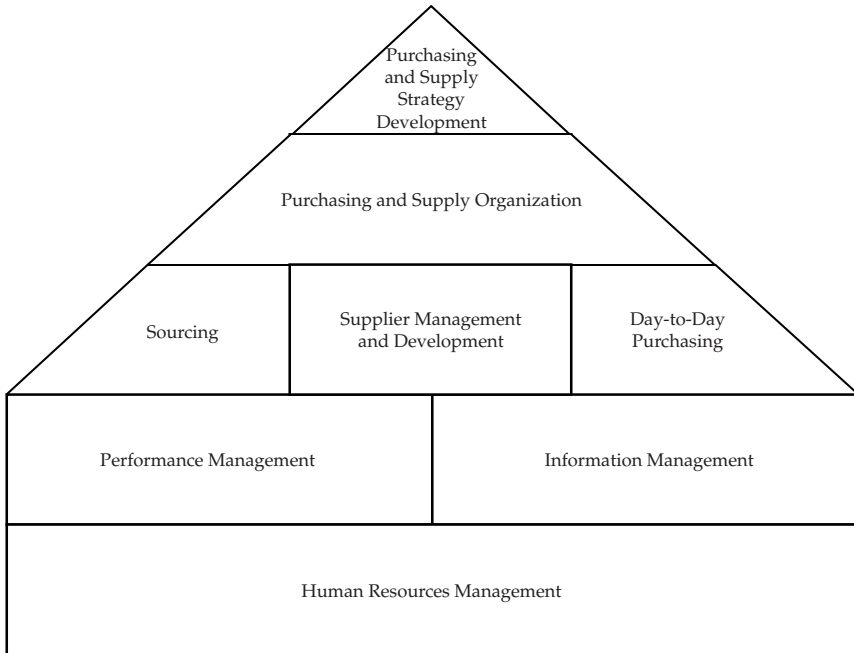 Purchasing
and Supply
Strategy
Development
Purchasing and Supply Organization
Sourcing
Supplier Management
and Development
Day-to-Day
Purchasing
Performance Management
Information Management
Human Resources Management